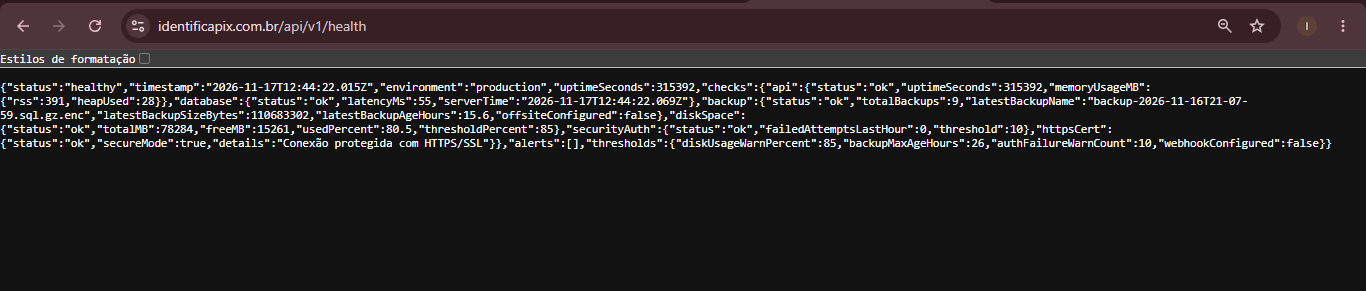 identificapix.com.br/api/v1/health
I
Estilos de formatação
{"status":"healthy","timestamp":"2026-11-17T12:44:22.015Z","environment":"production","uptimeSeconds":315392,"checks":{"api":{"status":"ok","uptimeSeconds":315392,"memoryUsageMB":
{"rss":391,"heapUsed":28}},"database":{"status":"ok","latencyMs":55,"serverTime":"2026-11-17T12:44:22.069Z"},"backup":{"status":"ok","totalBackups":9,"latestBackupName":"backup-2026-11-16T21-07-
59.sql.gz.enc","latestBackupSizeBytes":110683302,"latestBackupAgeHours":15.6,"offsiteConfigured":false},"diskSpace":
{"status":"ok","totalMB":78284,"freeMB":15261,"usedPercent":80.5,"thresholdPercent":85},"securityAuth":{"status":"ok","failedAttemptsLastHour":0,"threshold":10},"httpsCert":
{"status":"ok","secureMode":true,"details":"Conexão protegida com HTTPS/SSL"}},"alerts":[],"thresholds":{"diskUsageWarnPercent":85,"backupMaxAgeHours":26,"authFailureWarnCount":10,"webhookConfigured":false}}